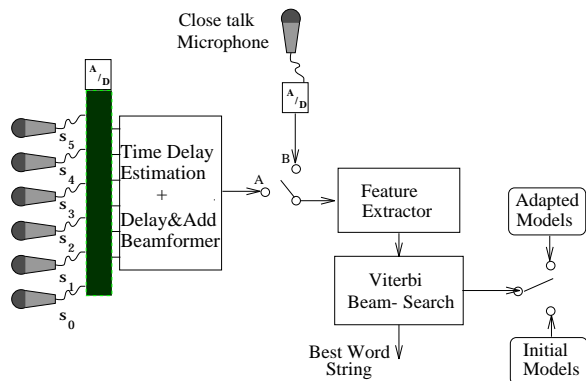 Close talk
Microphone
A/D
A/D
S5
S4
S3
S2
S1
S0
Time Delay
Estimation
+
Delay&Add
Beamformer
A
B
Feature
Extractor
Viterbi
Beam- Search
Best Word
String
Adapted
Models
Initial
Models